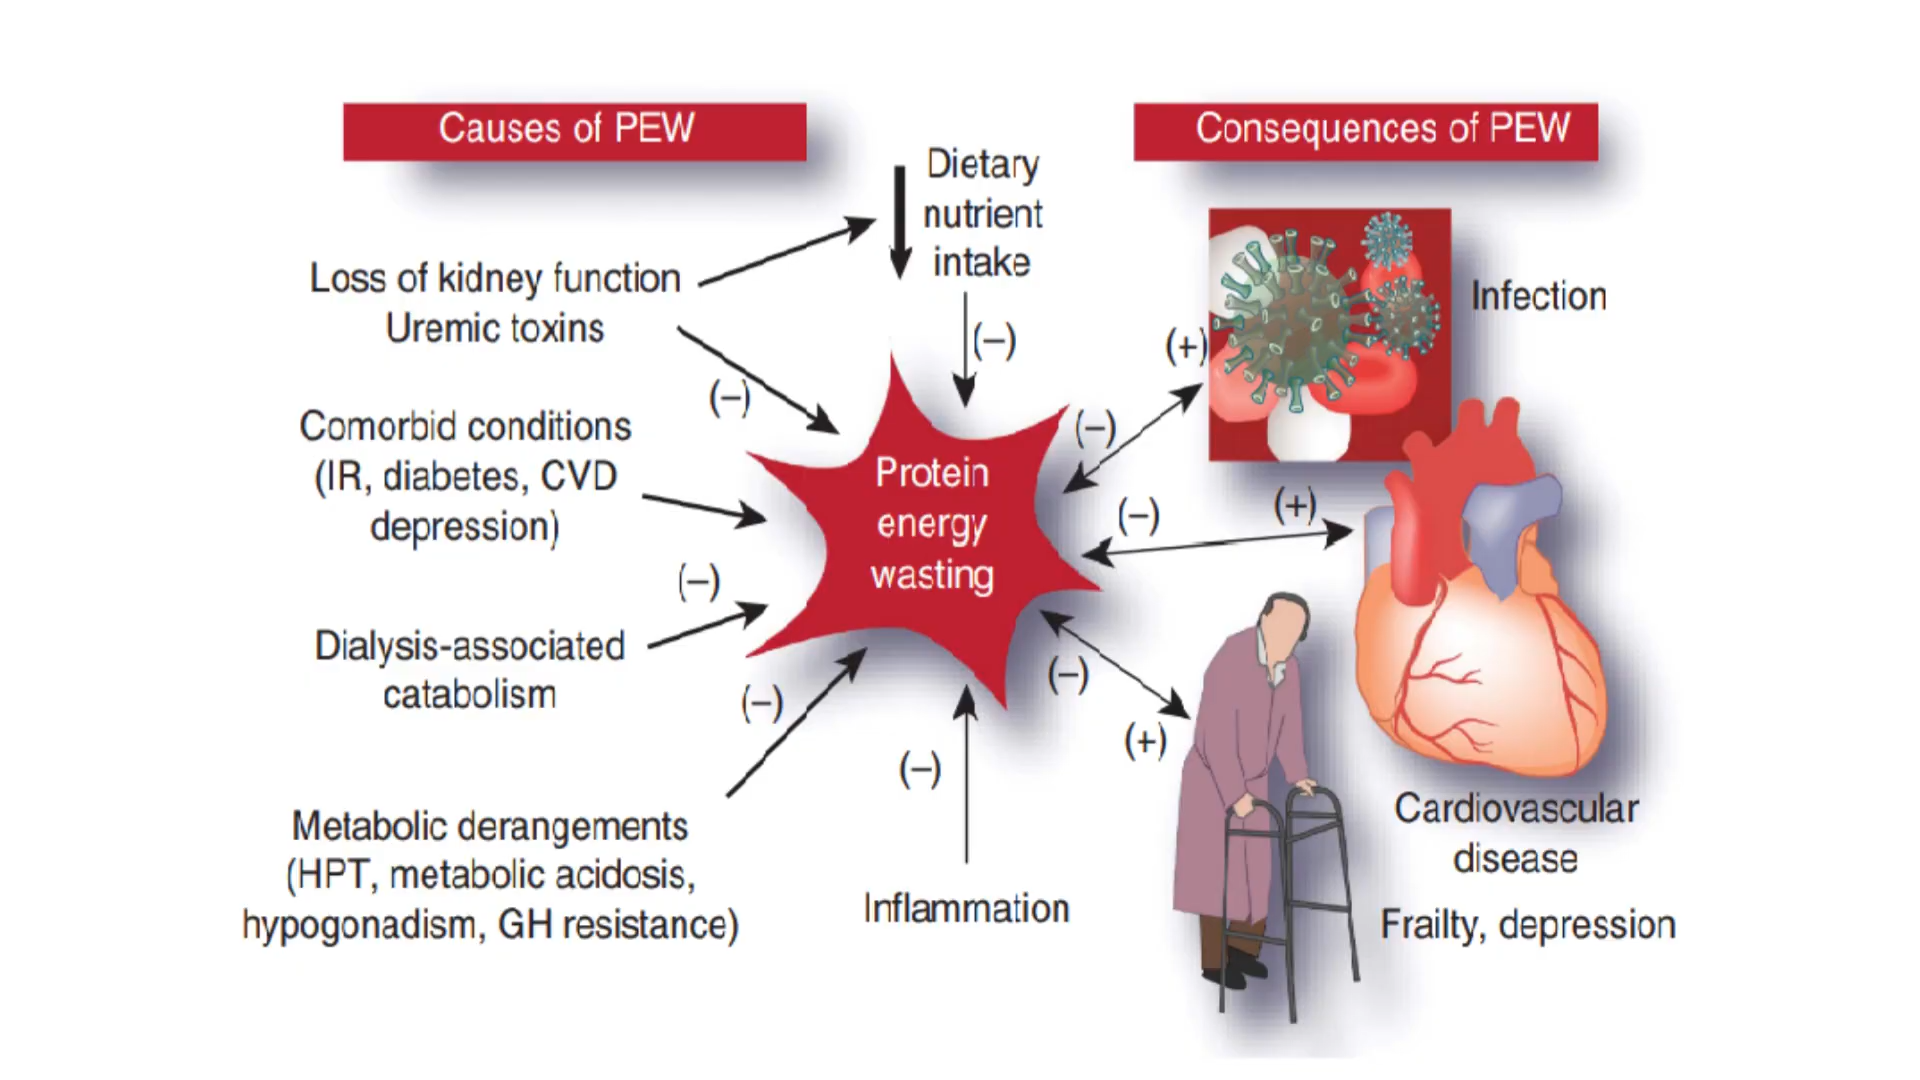 Causes of PEW
Consequences of PEW
Dietary
nutrient
intake
(–)
Loss of kidney function
Uremic toxins
(–)
Comorbid conditions
(IR, diabetes, CVD
depression)
(–)
Dialysis-associated
catabolism
(–)
Metabolic derangements
(HPT, metabolic acidosis,
hypogonadism, GH resistance)
(–)
Inflammation
Protein
energy
wasting
(–)
(+)
Infection
(–)
(+)
Cardiovascular
disease
(–)
(+)
Frailty, depression